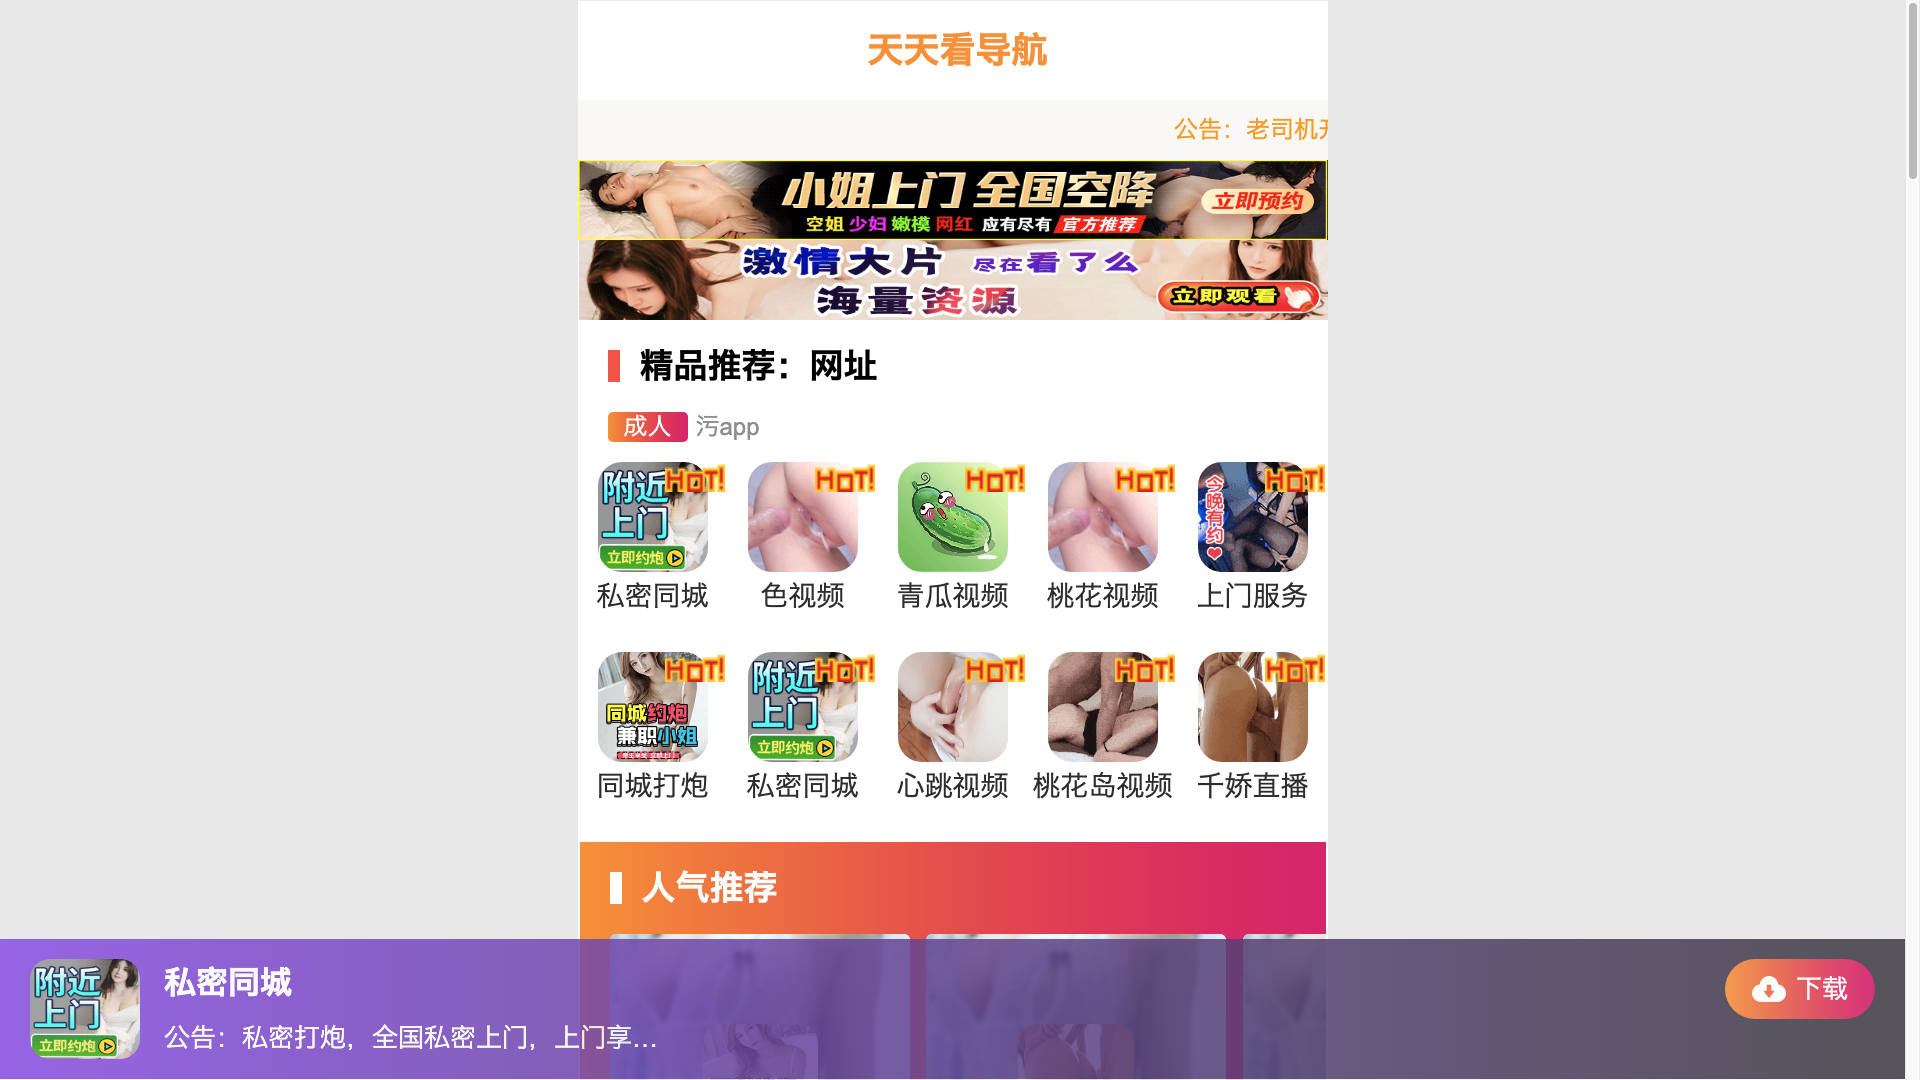 天天看导航
公告：老司机
小姐上门 全国空降
立即预约
空姐 少妇 嫩模 网红 应有尽有 官方推荐
激情大片 尽在看了么
海量资源
立即观看
精品推荐：网址
成人 污app
附近
上门
立即约炮
HOT!
HOT!
HOT!
HOT!
今晚有约
HOT!
私密同城
色视频
青瓜视频
桃花视频
上门服务
HOT!
同城约炮
兼职小姐
附近
上门
立即约炮
HOT!
HOT!
HOT!
HOT!
同城打炮
私密同城
心跳视频
桃花岛视频
千娇直播
人气推荐
附近
上门
立即约炮
私密同城
公告：私密打炮，全国私密上门，上门享...
下载